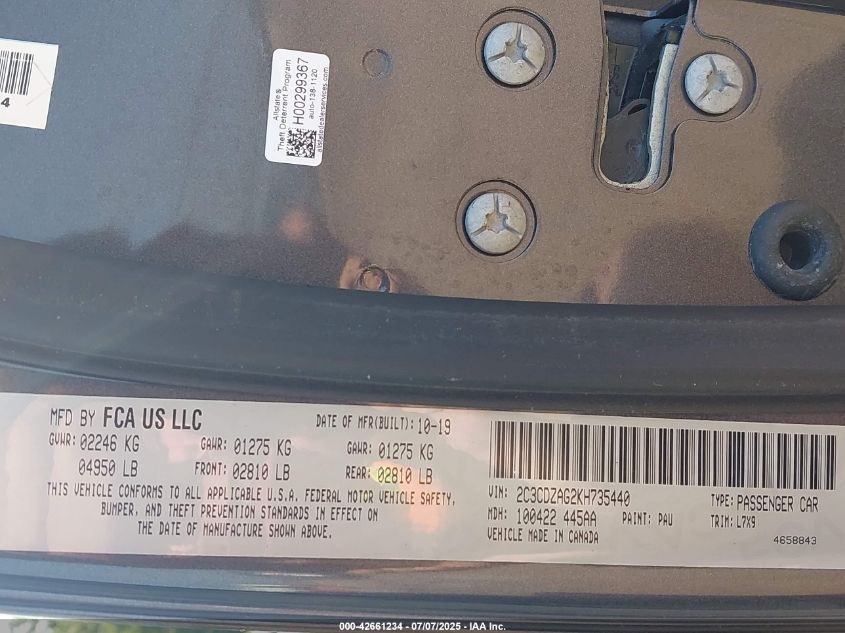 4
Allstate®
Theft Deterrent Program
H00299367
auto-138-1120
allstatedealerservices.com
MFD BY FCA US LLC
DATE OF MFR(BUILT): 10-19
GVWR: 02246 KG GAWR: 01275 KG GAWR: 01275 KG
04950 LB FRONT: 02810 LB REAR: 02810 LB
THIS VEHICLE CONFORMS TO ALL APPLICABLE U.S.A. FEDERAL MOTOR VEHICLE SAFETY,
BUMPER, AND THEFT PREVENTION STANDARDS IN EFFECT ON
THE DATE OF MANUFACTURE SHOWN ABOVE.
VIN: 2C3CDZAG2KH735440 TYPE: PASSENGER CAR
MDH: 100422 445AA PAINT: PAU TRIM: L7X9
VEHICLE MADE IN CANADA 4658843
000-42661234 - 07/07/2025 - IAA Inc.